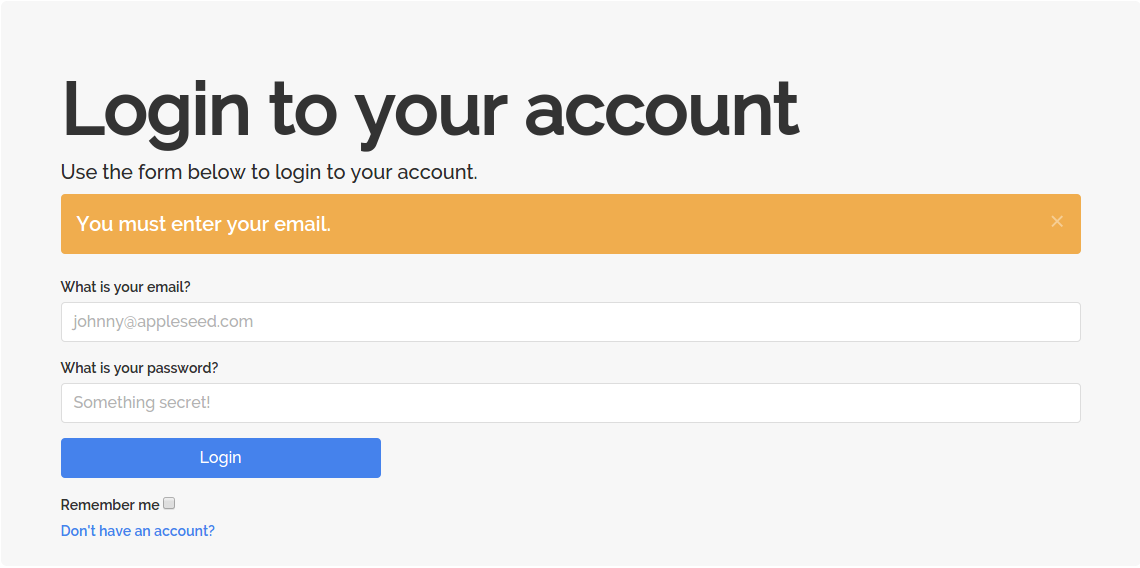 Login to your account
Use the form below to login to your account.
You must enter your email.
×
What is your email?
johnny@appleseed.com
What is your password?
Something secret!
Login
Remember me
Don't have an account?